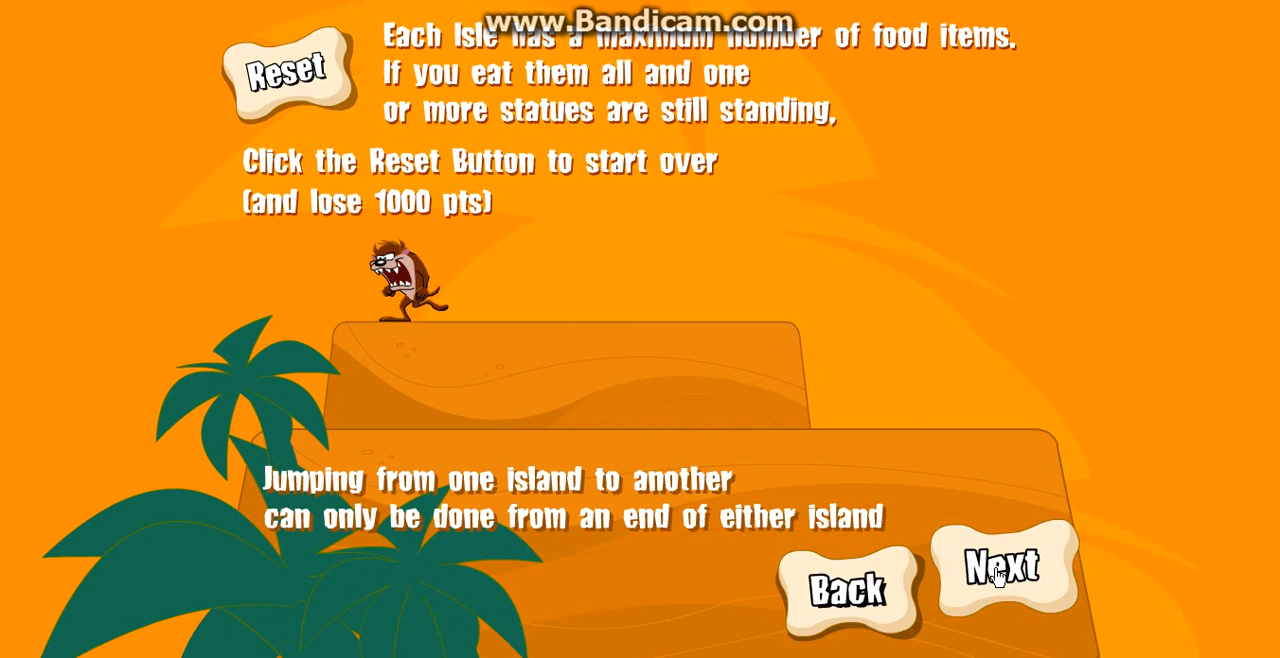 www.Bandicam.com
Each Isle has a maximum number of food items.
Reset
If you eat them all and one
or more statues are still standing,
Click the Reset Button to start over
(and lose 1000 pts)
Jumping from one island to another
can only be done from an end of either island
Back
Next